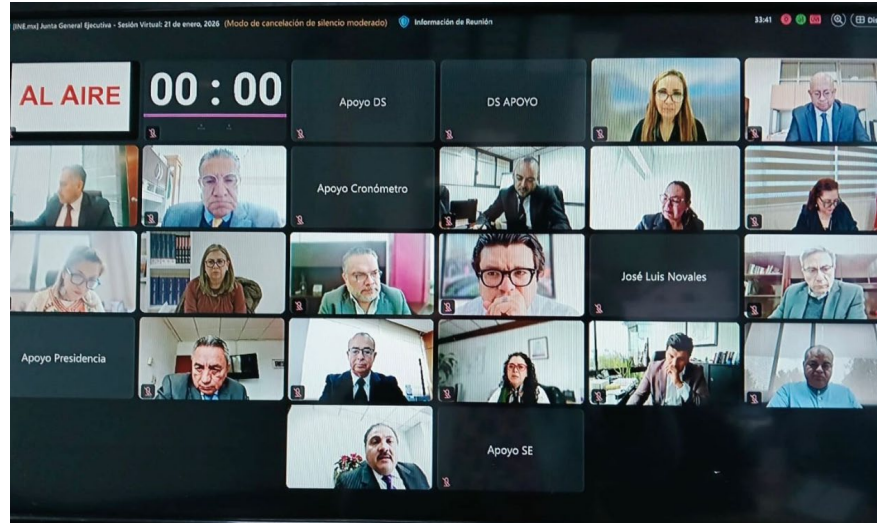 [INE.mx] Junta General Ejecutiva - Sesión Virtual: 21 de enero, 2026 (Modo de cancelación de silencio moderado) Información de Reunión 33:41
AL AIRE
00 : 00
Apoyo DS
DS APOYO
Apoyo Cronómetro
José Luis Novales
Apoyo Presidencia
Apoyo SE